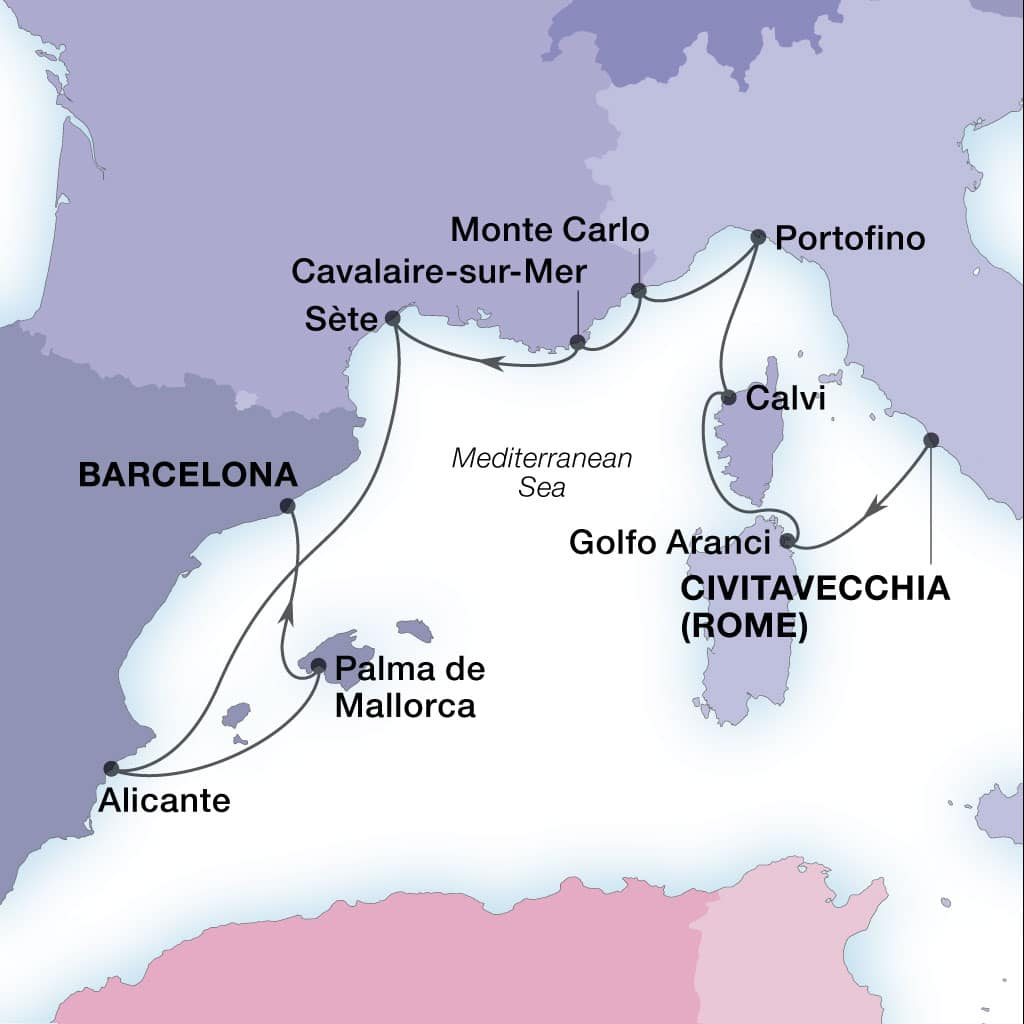 Monte Carlo
Portofino
Cavalaire-sur-Mer
Sète
Calvi
Mediterranean
Sea
BARCELONA
Golfo Aranci
CIVITAVECCHIA
(ROME)
Palma de
Mallorca
Alicante